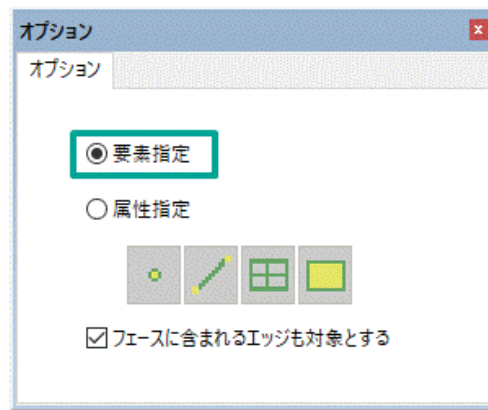 オプション
オプション
要素指定
属性指定
フェースに含まれるエッジも対象とする